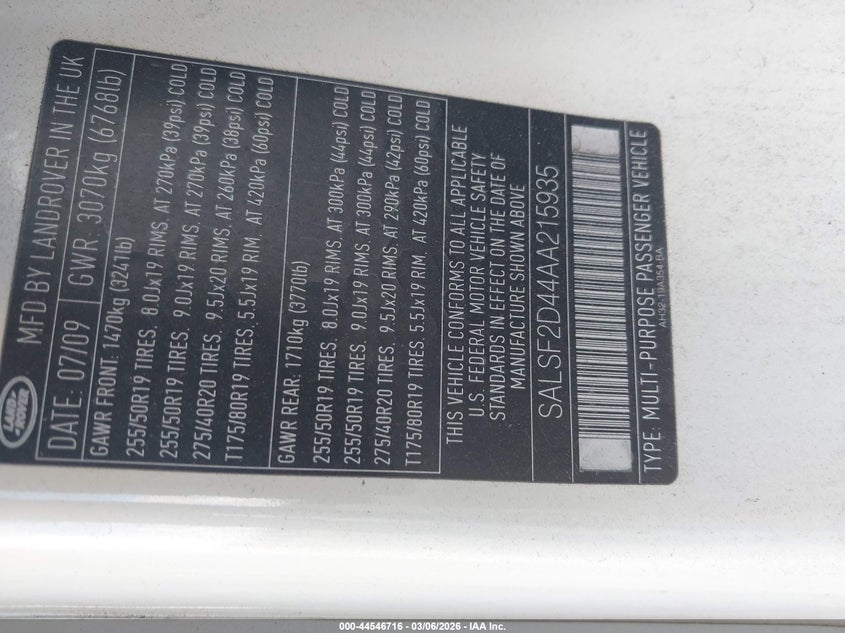 LAND
ROVER
MFD BY LANDROVER IN THE UK
DATE: 07/09 GWR: 3070kg (6768lb)
GAWR FRONT: 1470kg (3241lb)
255/50R19 TIRES. 8.0Jx19 RIMS. AT 270kPa (39psi) COLD
255/50R19 TIRES. 9.0Jx19 RIMS. AT 270kPa (39psi) COLD
275/40R20 TIRES. 9.5Jx20 RIMS. AT 260kPa (38psi) COLD
T175/80R19 TIRES. 5.5Jx19 RIM. AT 420kPa (60psi) COLD
GAWR REAR: 1710kg (3770lb)
255/50R19 TIRES. 8.0Jx19 RIMS. AT 300kPa (44psi) COLD
255/50R19 TIRES. 9.0Jx19 RIMS. AT 300kPa (44psi) COLD
275/40R20 TIRES. 9.5Jx20 RIMS. AT 290kPa (42psi) COLD
T175/80R19 TIRES. 5.5Jx19 RIM. AT 420kPa (60psi) COLD
THIS VEHICLE CONFORMS TO ALL APPLICABLE
U.S. FEDERAL MOTOR VEHICLE SAFETY
STANDARDS IN EFFECT ON THE DATE OF
MANUFACTURE SHOWN ABOVE
SALSF2D44AA215935
TYPE: MULTI-PURPOSE PASSENGER VEHICLE
AH32-19A354-BA
000-44546716 - 03/06/2026 - IAA Inc.